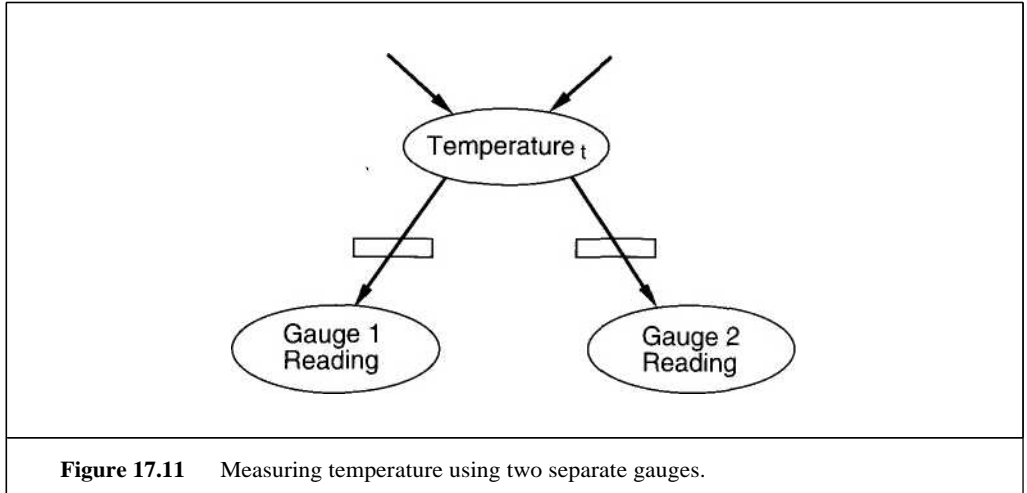 Temperature t
Gauge 1
Reading
Gauge 2
Reading
Figure 17.11 Measuring temperature using two separate gauges.